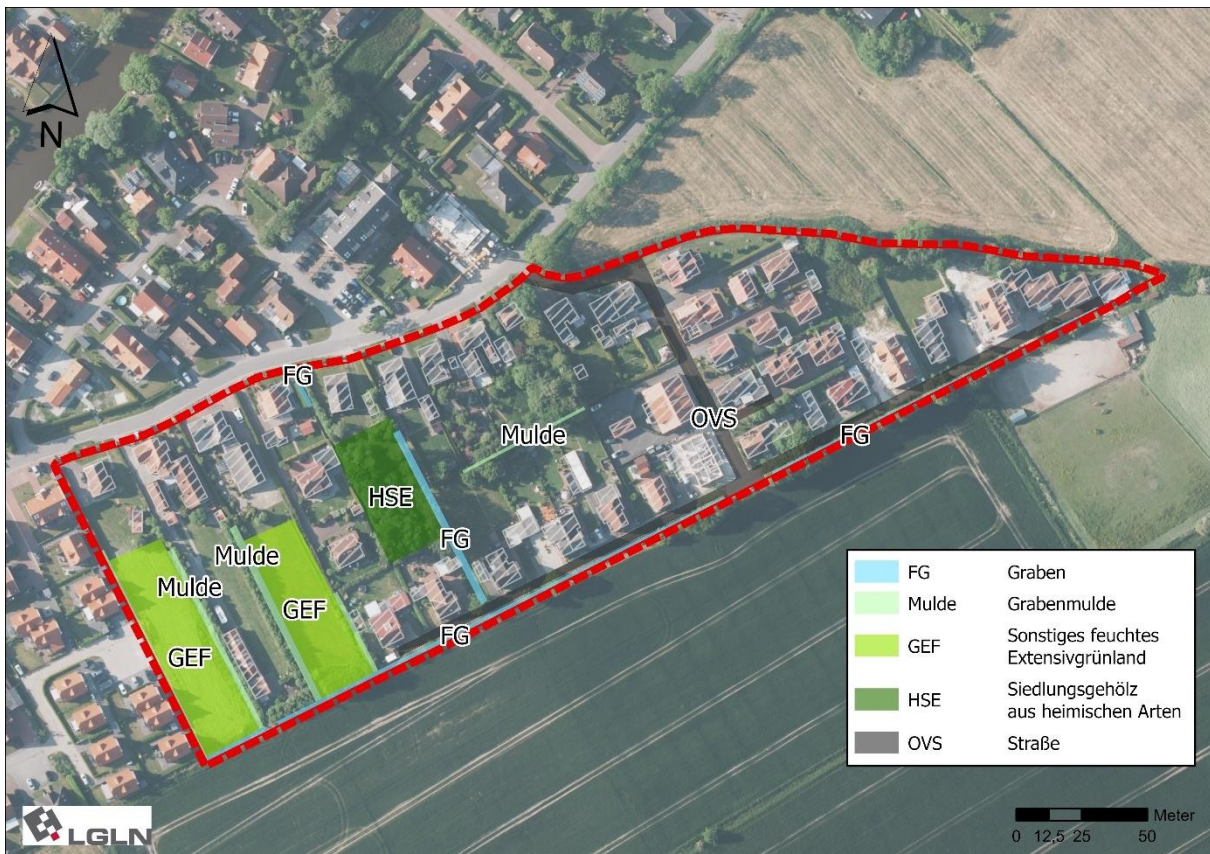 N
FG
Mulde
OVS
FG
HSE
FG
Mulde
Mulde
GEF
FG
GEF
FG Graben
Mulde Grabenmulde
GEF Sonstiges feuchtes
Extensivgrünland
HSE Siedlungsgehölz
aus heimischen Arten
OVS Straße
Meter
0 12,5 25 50
LGLN